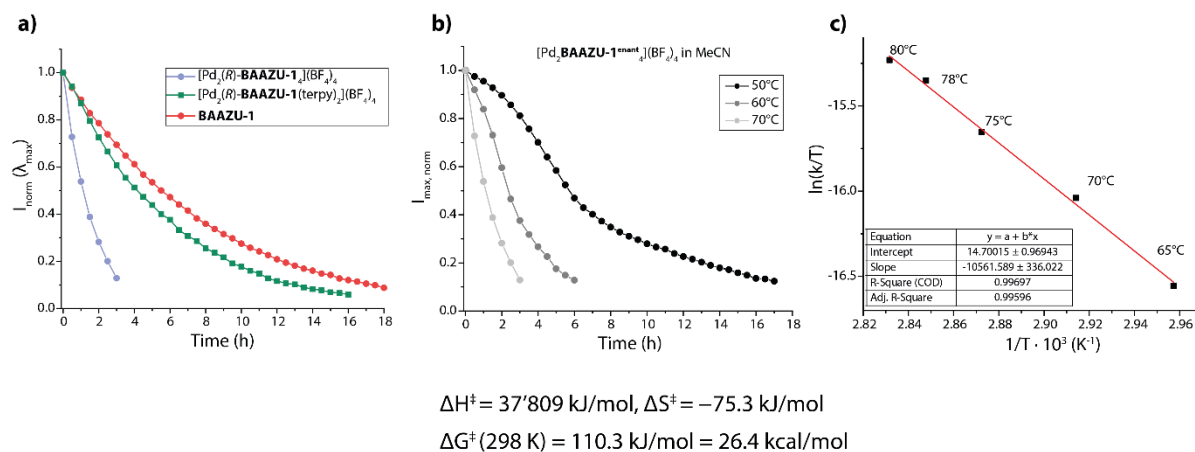 a)
b)
c)
[Pd2(R)-BAAZU-14](BF4)4
[Pd2(R)-BAAZU-1(terpy)2](BF4)4
BAAZU-1
Inorm (λmax)
1.0
0.8
0.6
0.4
0.2
0.0
0 2 4 6 8 10 12 14 16 18
Time (h)
[Pd2BAAZU-1enant4](BF4)4 in MeCN
50°C
60°C
70°C
Imax, norm
1.0
0.8
0.6
0.4
0.2
0.0
0 2 4 6 8 10 12 14 16 18
Time (h)
80°C
78°C
75°C
70°C
65°C
ln(k/T)
-15.5
-16.0
-16.5
Equation y = a + b*x
Intercept 14.70015 ± 0.96943
Slope -10561.589 ± 336.022
R-Square (COD) 0.99697
Adj. R-Square 0.99596
2.82 2.84 2.86 2.88 2.90 2.92 2.94 2.96
1/T · 10³ (K⁻¹)
ΔH‡ = 37'809 kJ/mol, ΔS‡ = −75.3 kJ/mol
ΔG‡ (298 K) = 110.3 kJ/mol = 26.4 kcal/mol